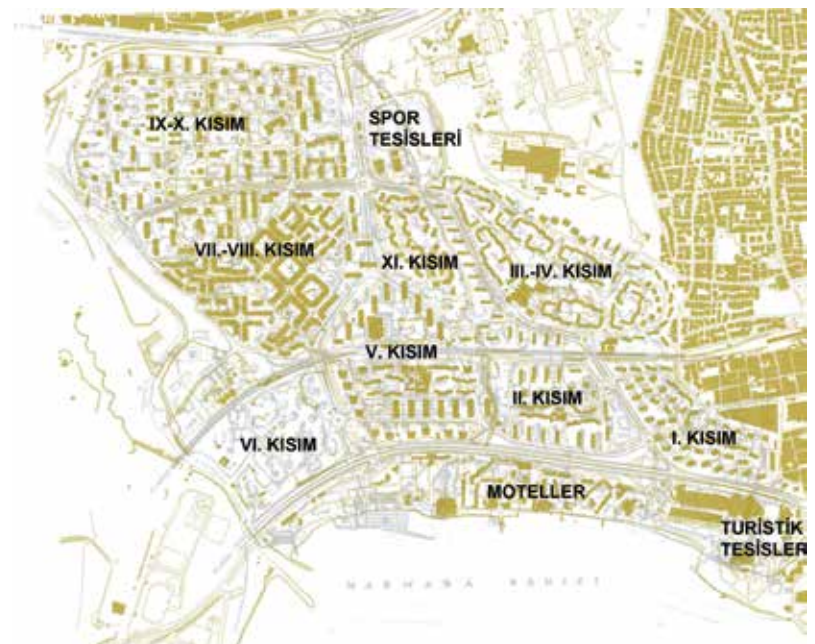 IX-X. KISIM
SPOR
TESİSLERİ
VII.-VIII. KISIM
XI. KISIM
III.-IV. KISIM
V. KISIM
II. KISIM
I. KISIM
VI. KISIM
MOTELLER
TURİSTİK
TESİSLER